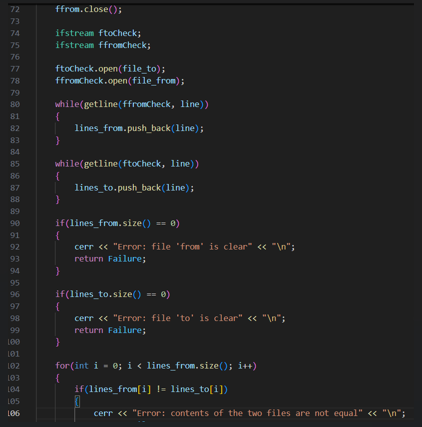 72 ffrom.close();
73
74 ifstream ftoCheck;
75 ifstream ffromCheck;
76
77 ftoCheck.open(file_to);
78 ffromCheck.open(file_from);
79
80 while(getline(ffromCheck, line))
81 {
82 lines_from.push_back(line);
83 }
84
85 while(getline(ftoCheck, line))
86 {
87 lines_to.push_back(line);
88 }
89
90 if(lines_from.size() == 0)
91 {
92 cerr << "Error: file 'from' is clear" << "\n";
93 return Failure;
94 }
95
96 if(lines_to.size() == 0)
97 {
98 cerr << "Error: file 'to' is clear" << "\n";
99 return Failure;
100 }
101
102 for(int i = 0; i < lines_from.size(); i++)
103 {
104 if(lines_from[i] != lines_to[i])
105 {
106 cerr << "Error: contents of the two files are not equal" << "\n";